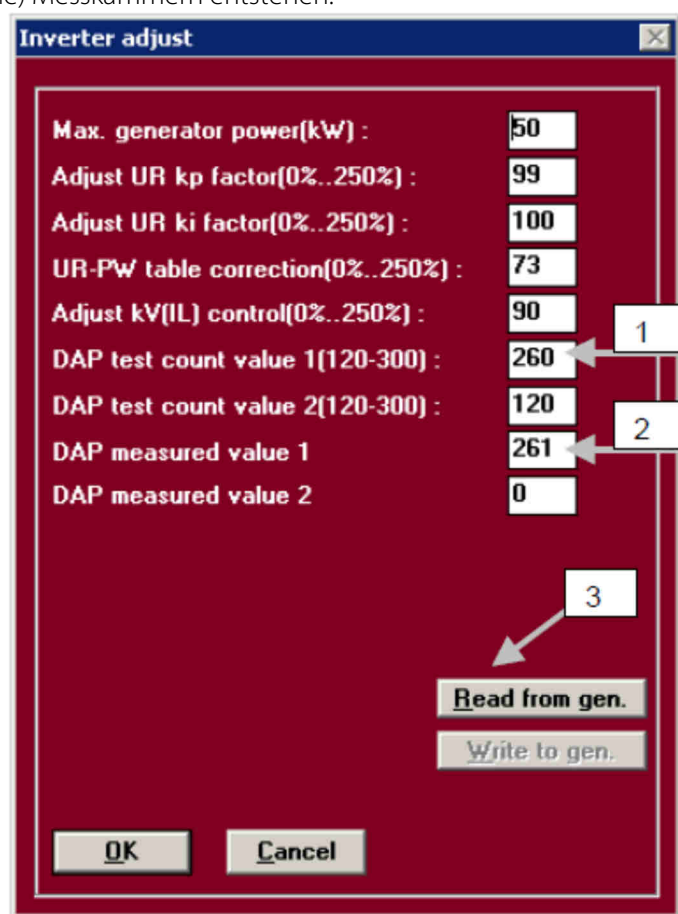 Messkammern entstehen.
Inverter adjust
Max. generator power(kW) : 50
Adjust UR kp factor(0%..250%) : 99
Adjust UR ki factor(0%..250%) : 100
UR-PW table correction(0%..250%) : 73
Adjust kV(IL) control(0%..250%) : 90
1
DAP test count value 1(120-300) : 260
DAP test count value 2(120-300) : 120
2
DAP measured value 1 261
DAP measured value 2 0
3
Read from gen.
Write to gen.
OK Cancel